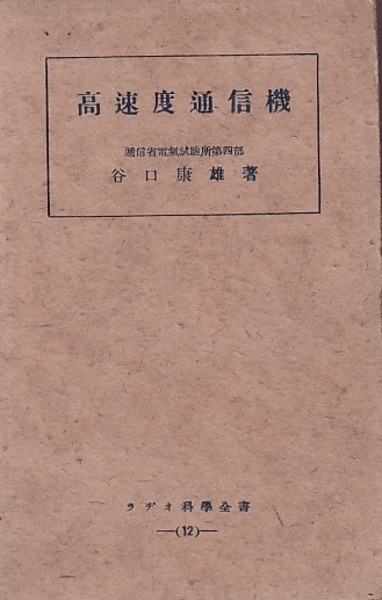 高速度通信機
遞信省電氣試驗所第四部
谷口康雄著
ラヂオ科學全書
—(12)—